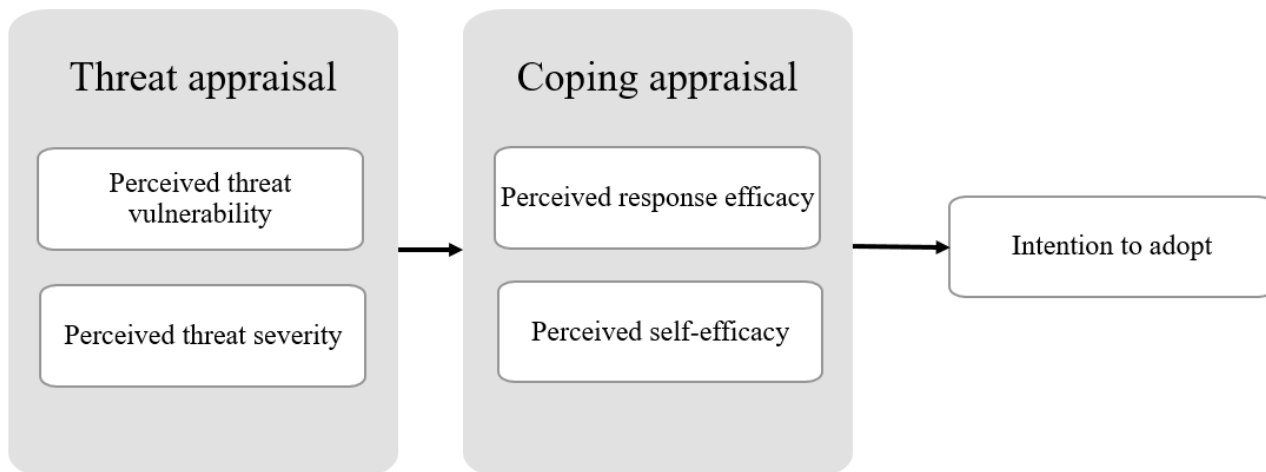 Threat appraisal
Perceived threat
vulnerability
Perceived threat severity
Coping appraisal
Perceived response efficacy
Perceived self-efficacy
Intention to adopt